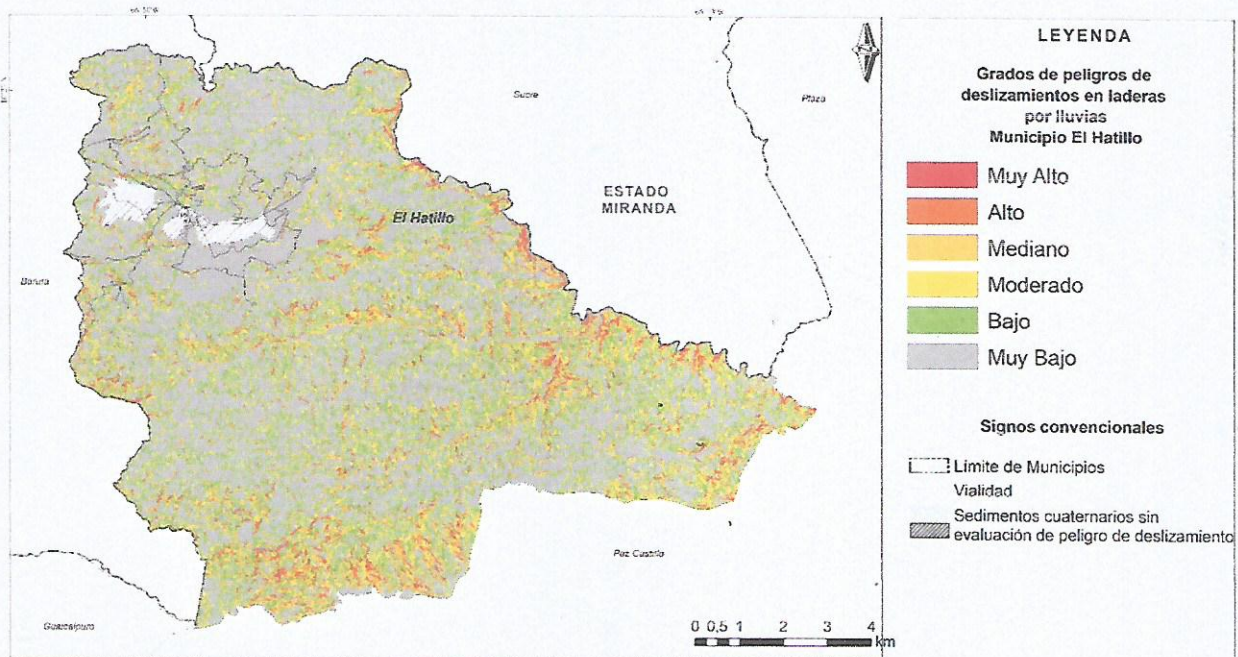 Sucre
Plaza
ESTADO
MIRANDA
El Hatillo
Baruta
Paz Castillo
Guaicaipuro
0 0,5 1 2 3 4
km
LEYENDA
Grados de peligros de
deslizamientos en laderas
por lluvias
Municipio El Hatillo
Muy Alto
Alto
Mediano
Moderado
Bajo
Muy Bajo
Signos convencionales
Límite de Municipios
Vialidad
Sedimentos cuaternarios sin
evaluación de peligro de deslizamiento